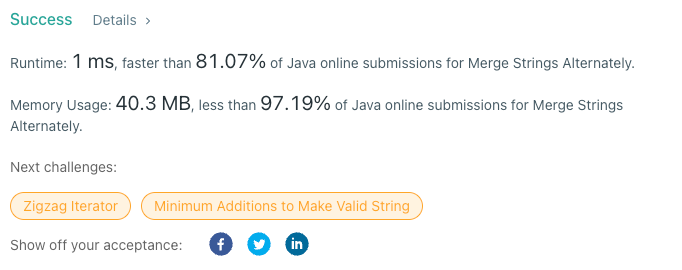 Success Details ›
Runtime: 1 ms, faster than 81.07% of Java online submissions for Merge Strings Alternately.
Memory Usage: 40.3 MB, less than 97.19% of Java online submissions for Merge Strings
Alternately.
Next challenges:
Zigzag Iterator Minimum Additions to Make Valid String
Show off your acceptance: f in